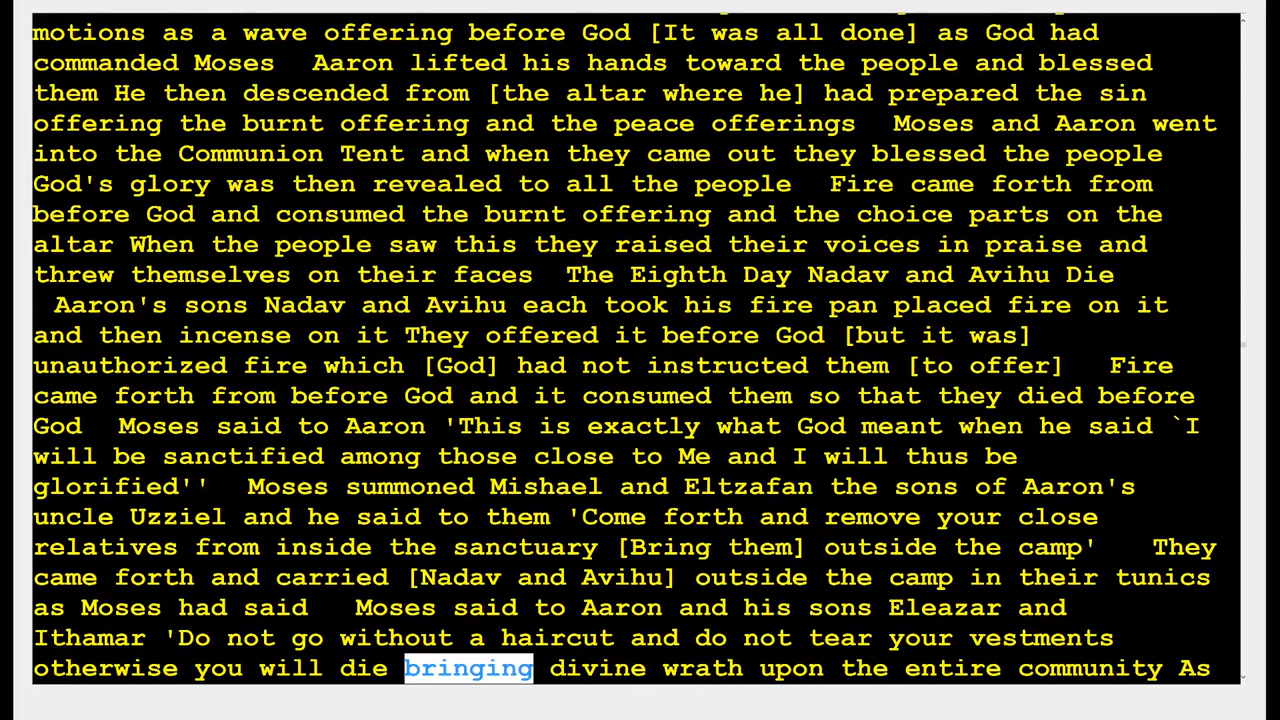 motions as a wave offering before God [It was all done] as God had
commanded Moses Aaron lifted his hands toward the people and blessed
them He then descended from [the altar where he] had prepared the sin
offering the burnt offering and the peace offerings Moses and Aaron went
into the Communion Tent and when they came out they blessed the people
God's glory was then revealed to all the people Fire came forth from
before God and consumed the burnt offering and the choice parts on the
altar When the people saw this they raised their voices in praise and
threw themselves on their faces The Eighth Day Nadav and Avihu Die
Aaron's sons Nadav and Avihu each took his fire pan placed fire on it
and then incense on it They offered it before God [but it was]
unauthorized fire which [God] had not instructed them [to offer] Fire
came forth from before God and it consumed them so that they died before
God Moses said to Aaron 'This is exactly what God meant when he said `I
will be sanctified among those close to Me and I will thus be
glorified'' Moses summoned Mishael and Eltzafan the sons of Aaron's
uncle Uzziel and he said to them 'Come forth and remove your close
relatives from inside the sanctuary [Bring them] outside the camp' They
came forth and carried [Nadav and Avihu] outside the camp in their tunics
as Moses had said Moses said to Aaron and his sons Eleazar and
Ithamar 'Do not go without a haircut and do not tear your vestments
otherwise you will die bringing divine wrath upon the entire community As